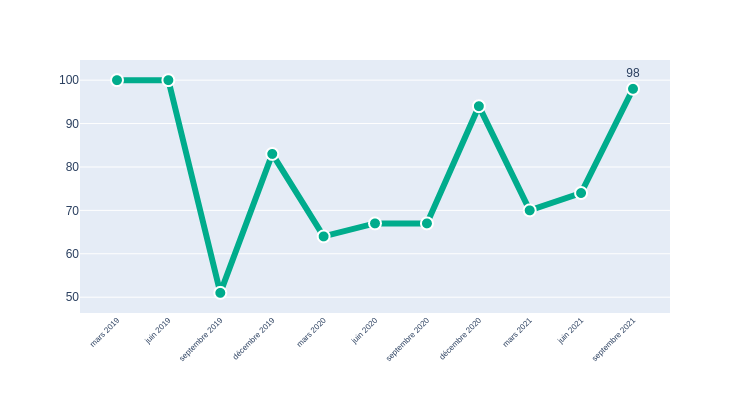 98
100
90
80
70
60
50
mars 2019
juin 2019
septembre 2019
décembre 2019
mars 2020
juin 2020
septembre 2020
décembre 2020
mars 2021
juin 2021
septembre 2021